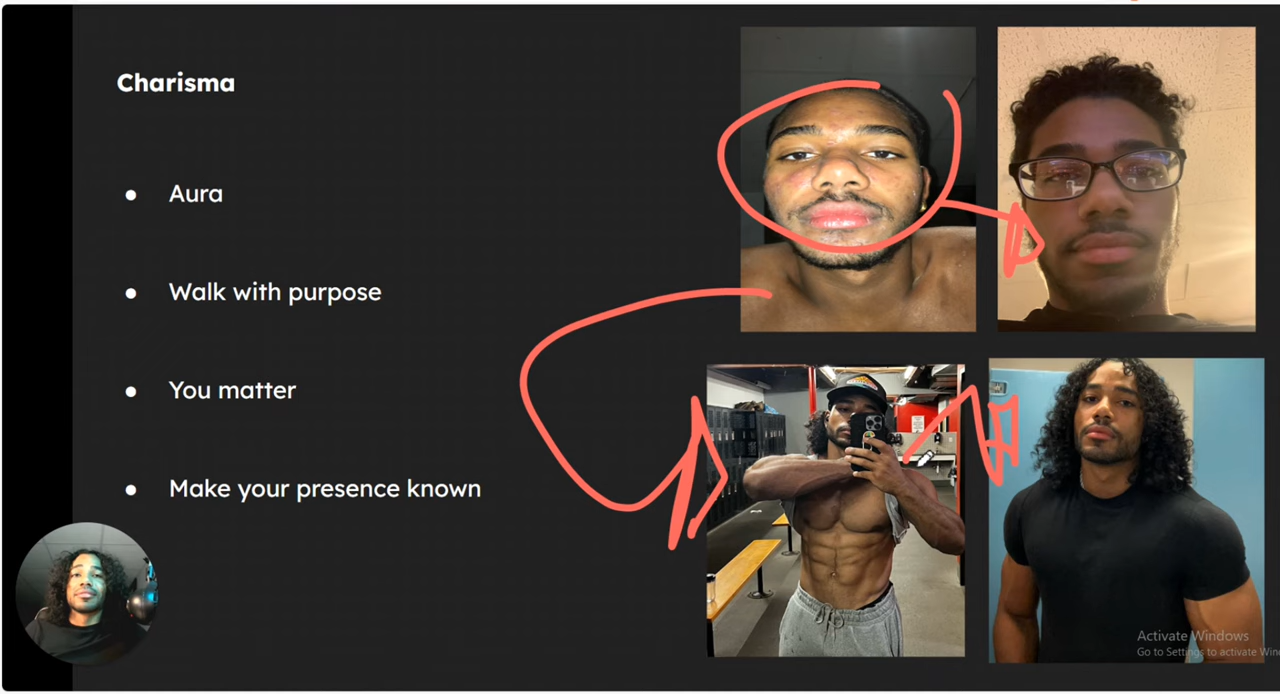 Charisma
Aura
Walk with purpose
You matter
Make your presence known
Activate Windows
Go to Settings to activate Win